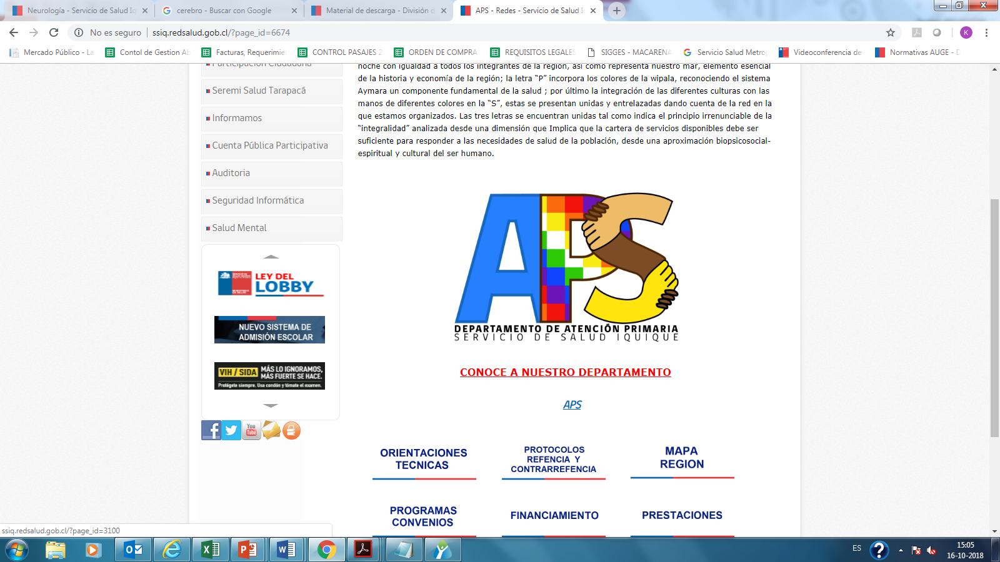 Neurología - Servicio de Salud Iq
cerebro - Buscar con Google
Material de descarga - División d
APS - Redes - Servicio de Salud I
No es seguro
ssiq.redsalud.gob.cl/?page_id=6674
K
Mercado Público - La
Contol de Gestion Ab
Facturas, Requerimie
CONTROL PASAJES 2
ORDEN DE COMPRA
REQUISITOS LEGALES
SIGGES - MACARENA
Servicio Salud Metro
Videoconferencia de
Normativas AUGE - D
Participación Ciudadana
Seremi Salud Tarapacá
Informamos
Cuenta Pública Participativa
Auditoria
Seguridad Informática
Salud Mental
LEY DEL
LOBBY
NUEVO SISTEMA DE
ADMISIÓN ESCOLAR
VIH / SIDA
MÁS LO IGNORAMOS,
MÁS FUERTE SE HACE.
Protégete siempre. Usa condón y tómate el examen.
You
Tube
noche con igualdad a todos los integrantes de la región, así como representa nuestro mar, elemento esencial
de la historia y economía de la región; la letra “P” incorpora los colores de la wipala, reconociendo el sistema
Aymara un componente fundamental de la salud ; por último la integración de las diferentes culturas con las
manos de diferentes colores en la “S”, estas se presentan unidas y entrelazadas dando cuenta de la red en la
que estamos organizados. Las tres letras se encuentran unidas tal como indica el principio irrenunciable de la
“integralidad” analizada desde una dimensión que Implica que la cartera de servicios disponibles debe ser
suficiente para responder a las necesidades de salud de la población, desde una aproximación biopsicosocial-
espiritual y cultural del ser humano.
APS
DEPARTAMENTO DE ATENCIÓN PRIMARIA
SERVICIO DE SALUD IQUIQUE
CONOCE A NUESTRO DEPARTAMENTO
APS
ORIENTACIONES
TECNICAS
PROTOCOLOS
REFENCIA Y
CONTRARREFENCIA
MAPA
REGION
PROGRAMAS
CONVENIOS
FINANCIAMIENTO
PRESTACIONES
ssiq.redsalud.gob.cl/?page_id=3100
ES
15:05
16-10-2018